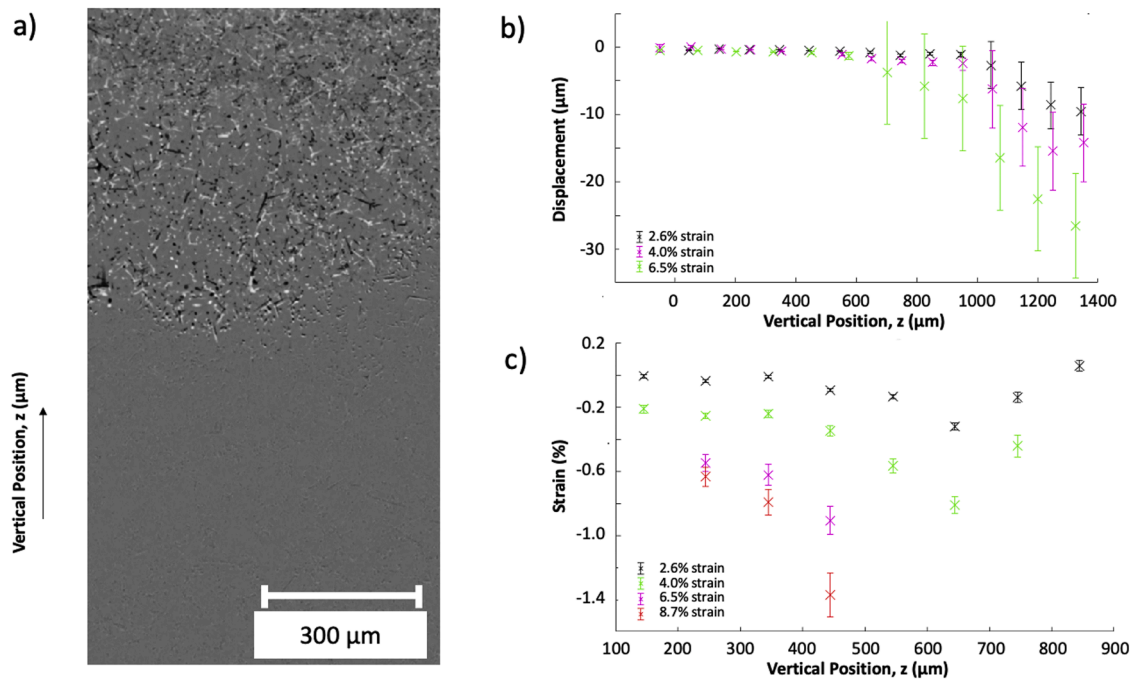 a)
Vertical Position, z (µm)
300 µm
b)
Displacement (µm)
0
-10
-20
-30
2.6% strain
4.0% strain
6.5% strain
0 200 400 600 800 1000 1200 1400
Vertical Position, z (µm)
c)
Strain (%)
0.2
-0.2
-0.6
-1.0
-1.4
2.6% strain
4.0% strain
6.5% strain
8.7% strain
100 200 300 400 500 600 700 800 900
Vertical Position, z (µm)